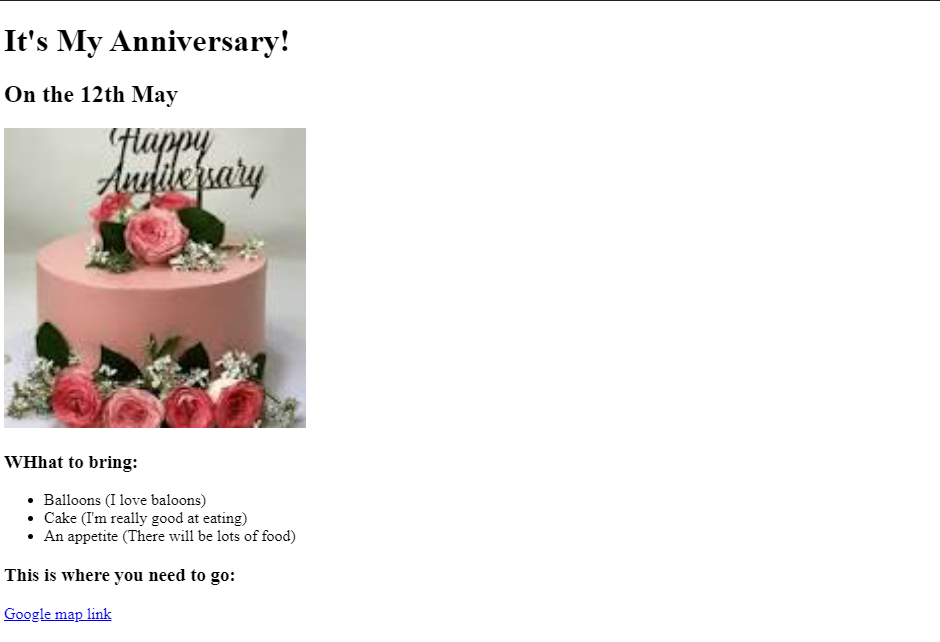 It's My Anniversary!
On the 12th May
Happy
Anniversary
WHhat to bring:
Balloons (I love baloons)
Cake (I'm really good at eating)
An appetite (There will be lots of food)
This is where you need to go:
Google map link